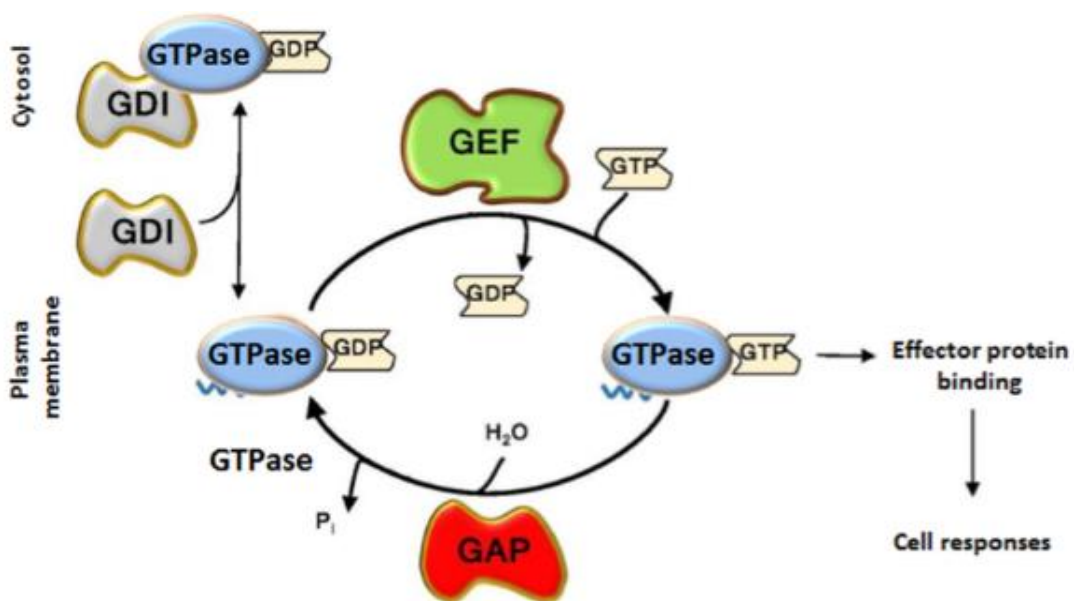 Cytosol
GTPase
GDP
GDI
GDI
GEF
GTP
GDP
Plasma
membrane
GTPase
GDP
GTPase
GTP
Effector protein
binding
H₂O
GTPase
Pᵢ
GAP
Cell responses